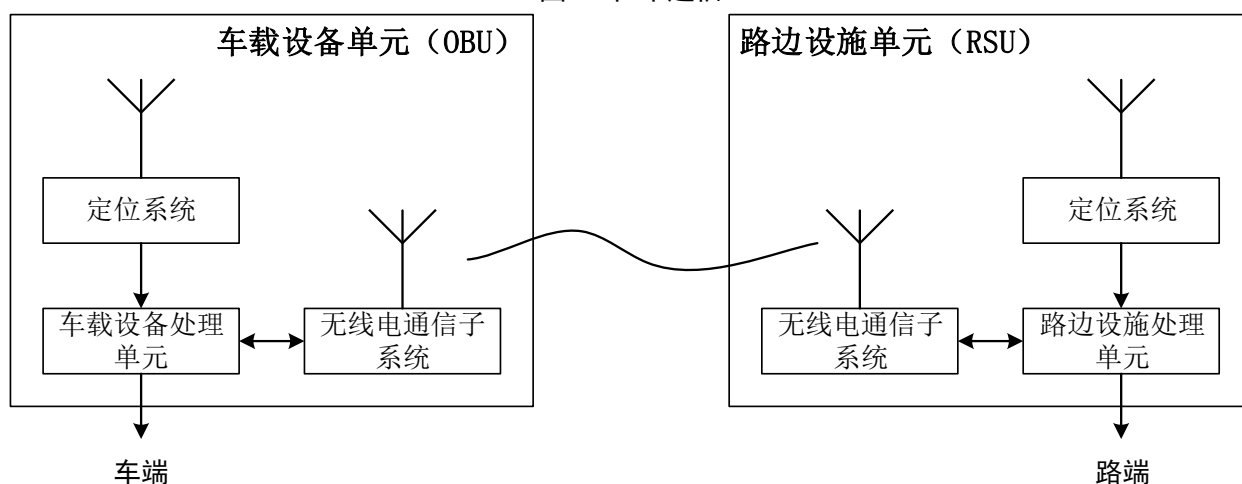 车载设备单元（OBU）
路边设施单元（RSU）
定位系统
定位系统
车载设备处理
单元
无线电通信子
系统
无线电通信子
系统
路边设施处理
单元
车端
路端